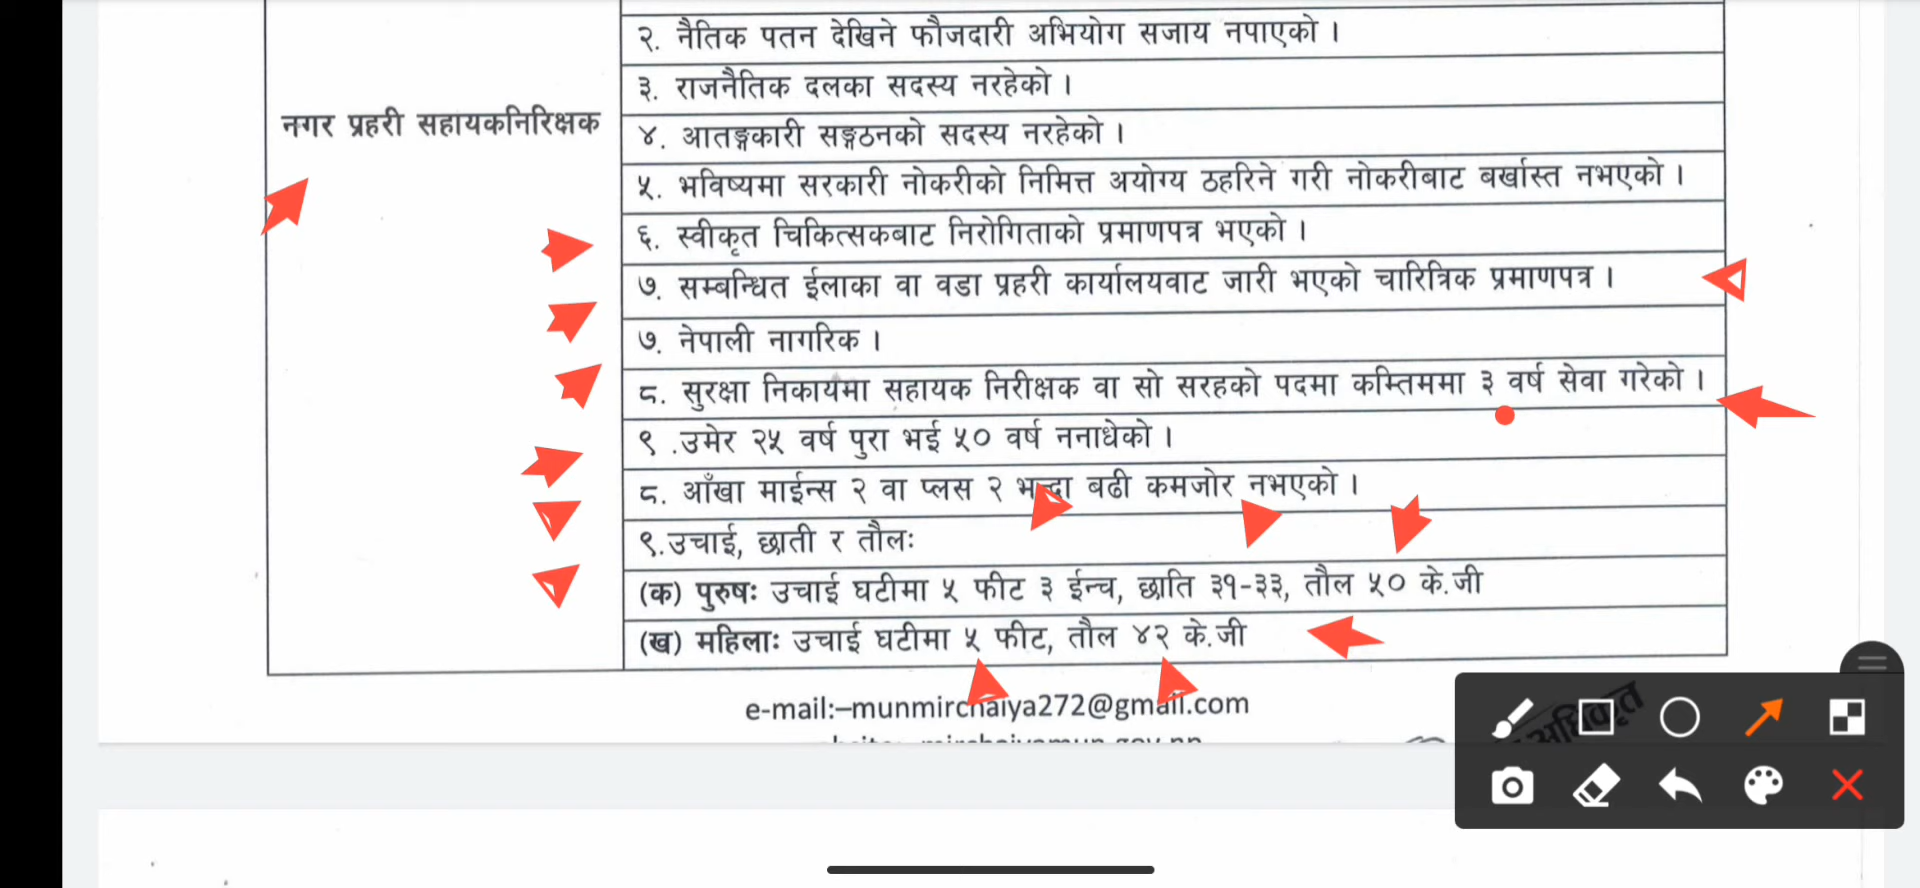 २. नैतिक पतन देखिने फौजदारी अभियोग सजाय नपाएको ।
३. राजनैतिक दलका सदस्य नरहेको ।
नगर प्रहरी सहायकनिरिक्षक
४. आतङ्ककारी सङ्गठनको सदस्य नरहेको ।
५. भविष्यमा सरकारी नोकरीको निमित्त अयोग्य ठहरिने गरी नोकरीबाट बर्खास्त नभएको ।
६. स्वीकृत चिकित्सकबाट निरोगिताको प्रमाणपत्र भएको ।
७. सम्बन्धित ईलाका वा वडा प्रहरी कार्यालयवाट जारी भएको चारित्रिक प्रमाणपत्र ।
७. नेपाली नागरिक ।
८. सुरक्षा निकायमा सहायक निरीक्षक वा सो सरहको पदमा कम्तिममा ३ वर्ष सेवा गरेको ।
९ .उमेर २५ वर्ष पुरा भई ५० वर्ष ननाधेको ।
८. आँखा माईन्स २ वा प्लस २ भन्दा बढी कमजोर नभएको ।
९.उचाई, छाती र तौलः
(क) पुरुषः उचाई घटीमा ५ फीट ३ ईन्च, छाति ३१-३३, तौल ५० के.जी
(ख) महिलाः उचाई घटीमा ५ फीट, तौल ४२ के.जी
e-mail:–munmirchaiya272@gmail.com
अधिकृत